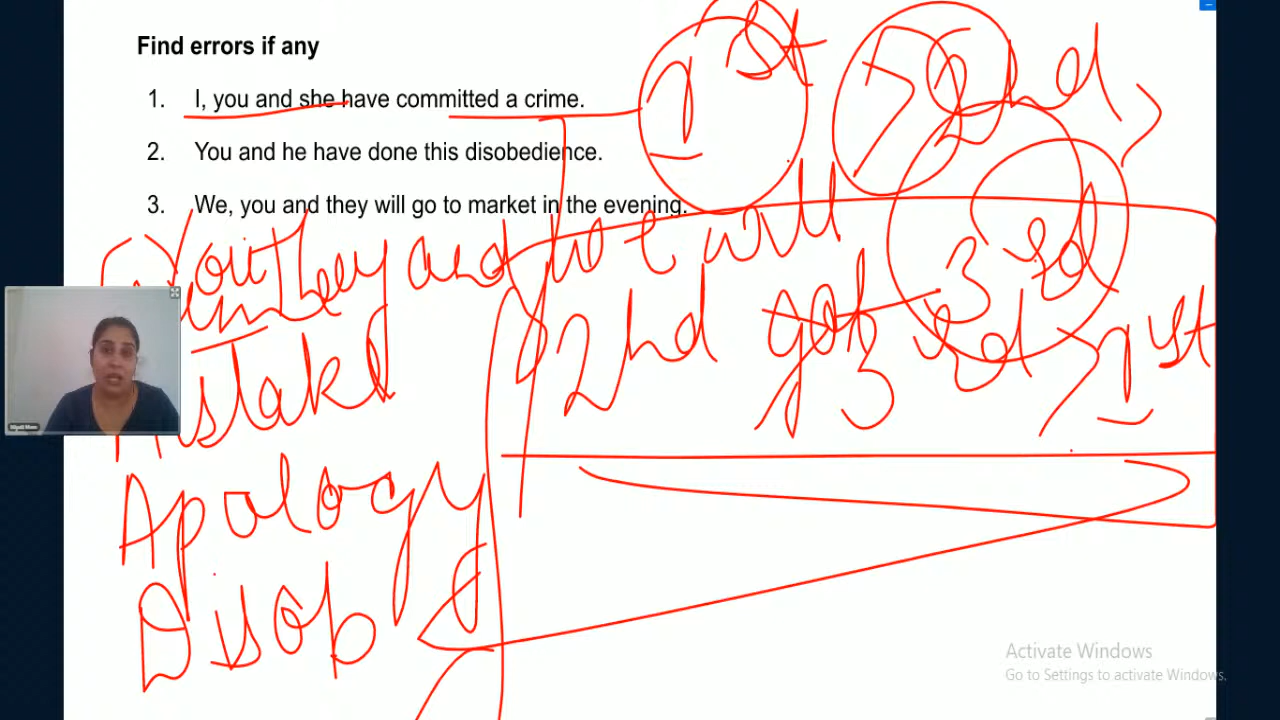 Find errors if any
1. I, you and she have committed a crime.
1st > 2nd >
2. You and he have done this disobedience.
3. We, you and they will go to market in the evening.
3rd
You they and we will
go
2nd 3rd > 1st
Mistake
Apology
Disob
Activate Windows
Go to Settings to activate Windows.